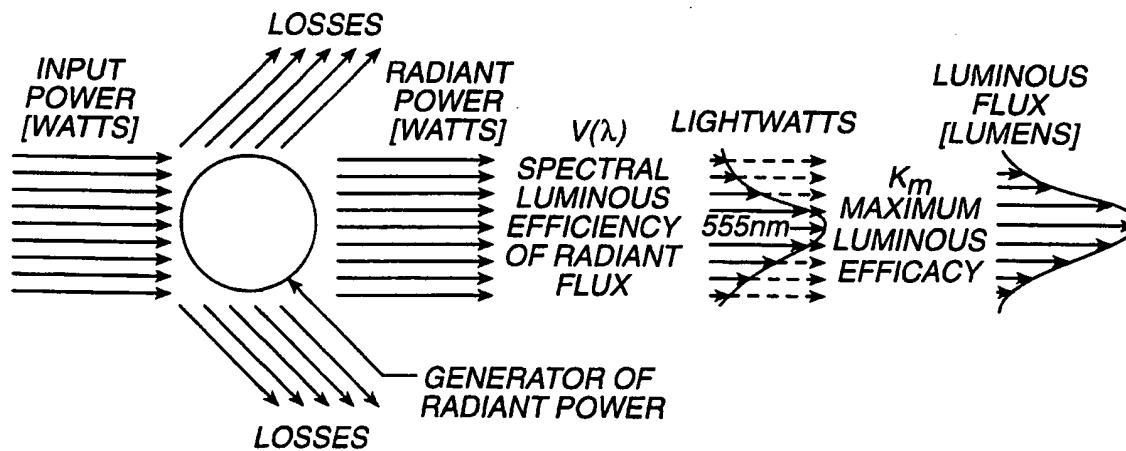 LOSSES
INPUT
POWER
[WATTS]
RADIANT
POWER
[WATTS]
V(λ)
SPECTRAL
LUMINOUS
EFFICIENCY
OF RADIANT
FLUX
LIGHTWATTS
555nm
Km
MAXIMUM
LUMINOUS
EFFICACY
LUMINOUS
FLUX
[LUMENS]
GENERATOR OF
RADIANT POWER
LOSSES